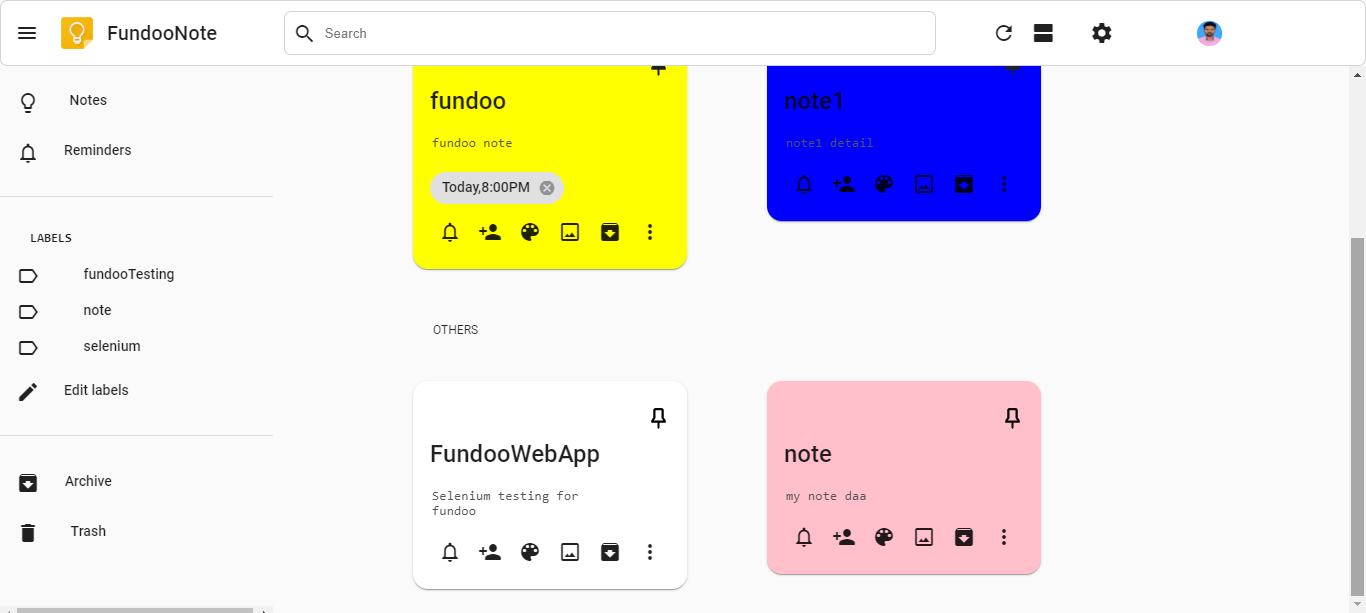 FundooNote
Search
Notes
Reminders
LABELS
fundooTesting
note
selenium
Edit labels
Archive
Trash
fundoo
fundoo note
Today,8:00PM
note1
note1 detail
OTHERS
FundooWebApp
Selenium testing for
fundoo
note
my note daa